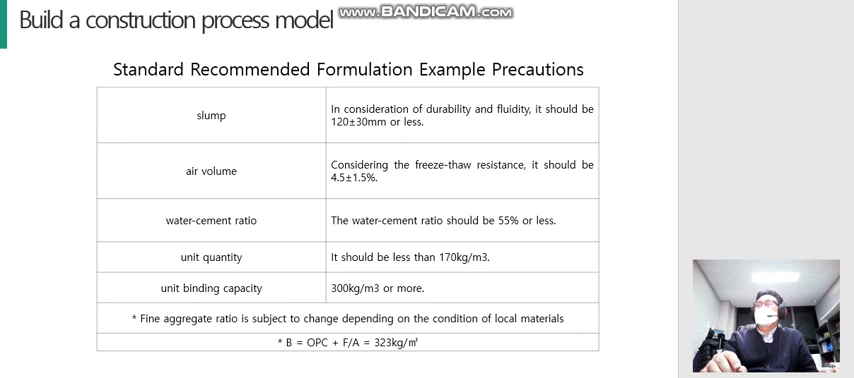 Build a construction process model
www.BANDICAM.com
Standard Recommended Formulation Example Precautions
slump
In consideration of durability and fluidity, it should be
120±30mm or less.
air volume
Considering the freeze-thaw resistance, it should be
4.5±1.5%.
water-cement ratio
The water-cement ratio should be 55% or less.
unit quantity
It should be less than 170kg/m3.
unit binding capacity
300kg/m3 or more.
* Fine aggregate ratio is subject to change depending on the condition of local materials
* B = OPC + F/A = 323kg/㎥